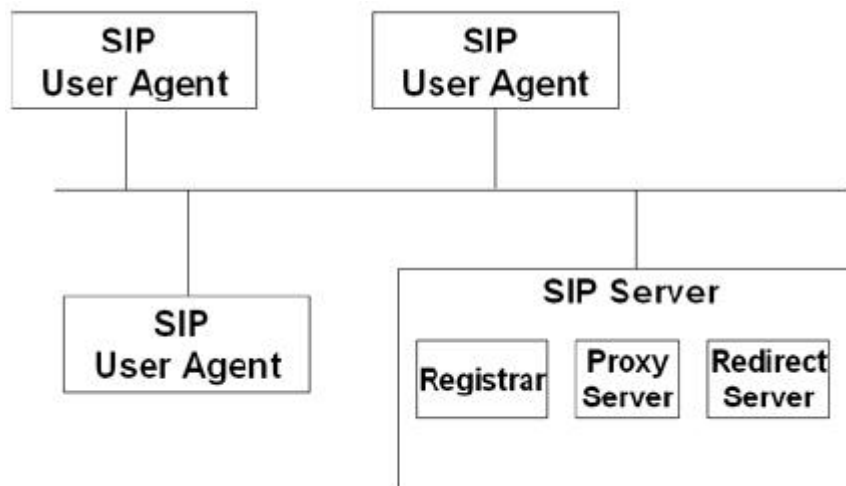 SIP
User Agent
SIP
User Agent
SIP
User Agent
SIP Server
Registrar
Proxy
Server
Redirect
Server